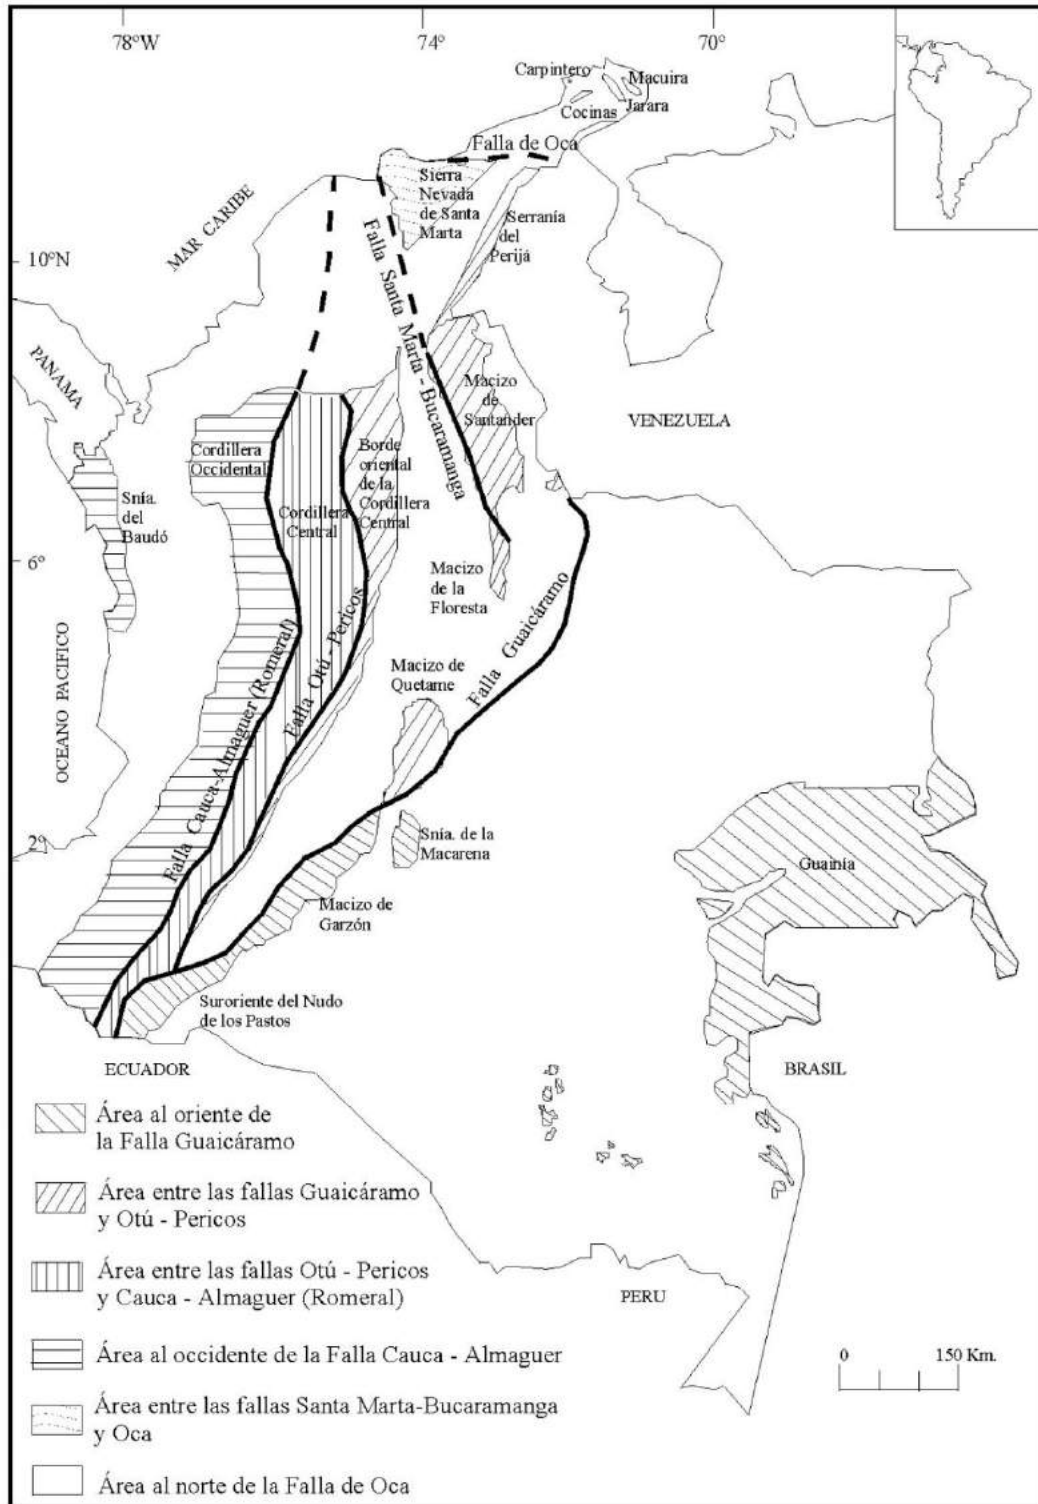 78°W
74°
70°
Carpintero
Macuira
Cocinas
Jarara
Falla de Oca
Sierra
Nevada
de Santa
Marta
Serranía
del
Perijá
MAR CARIBE
10°N
Falla Santa Marta - Bucaramanga
PANAMA
Macizo
de
Santander
VENEZUELA
Cordillera
Occidental
Borde
oriental
de la
Cordillera
Central
Cordillera
Central
Snía.
del
Baudó
6°
Macizo
de la
Floresta
Falla Guaicáramo
Falla Otú - Pericos
Falla Cauca-Almaguer (Romeral)
OCEANO PACIFICO
Macizo de
Quetame
2°
Snía. de la
Macarena
Guainía
Macizo de
Garzón
Suroriente del Nudo
de los Pastos
ECUADOR
BRASIL
Área al oriente de
la Falla Guaicáramo
Área entre las fallas Guaicáramo
y Otú - Pericos
Área entre las fallas Otú - Pericos
y Cauca - Almaguer (Romeral)
PERU
Área al occidente de la Falla Cauca - Almaguer
0 150 Km.
Área entre las fallas Santa Marta-Bucaramanga
y Oca
Área al norte de la Falla de Oca